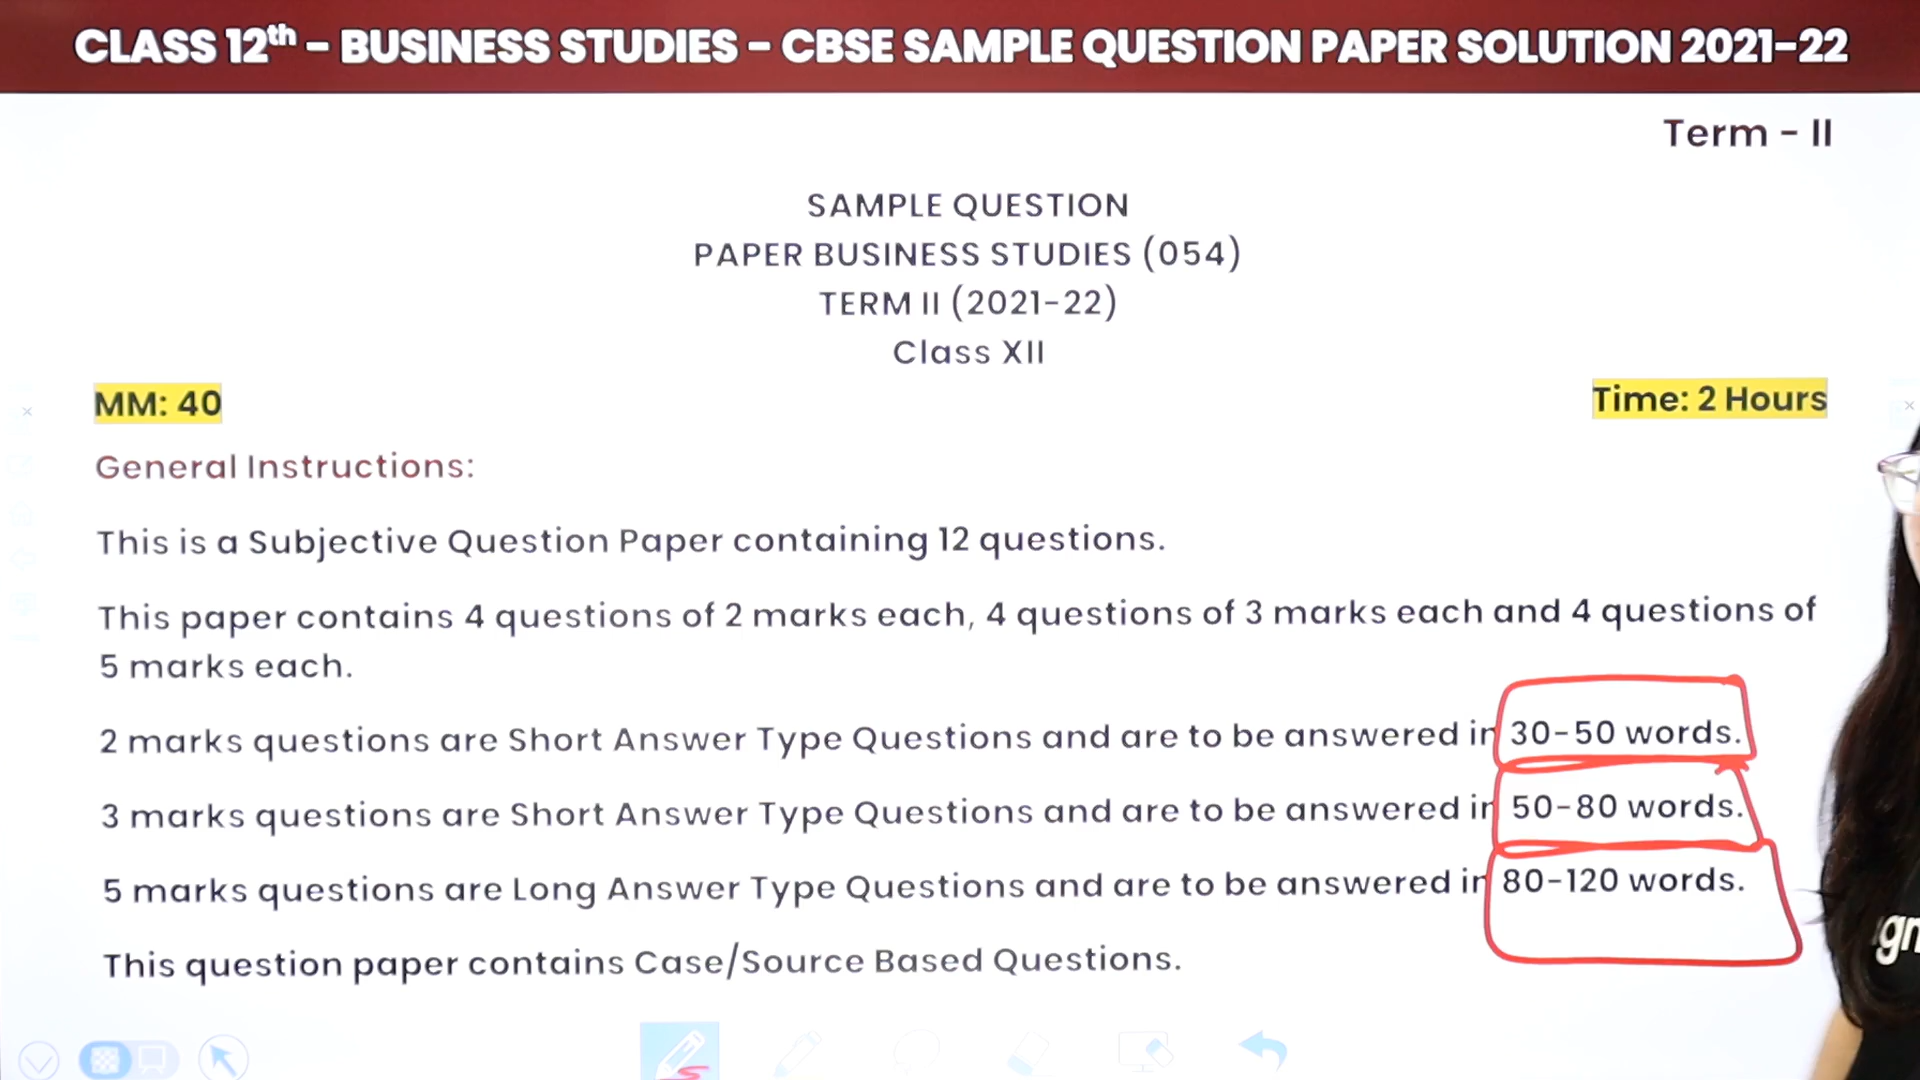 CLASS 12th – BUSINESS STUDIES – CBSE SAMPLE QUESTION PAPER SOLUTION 2021–22
Term - II
SAMPLE QUESTION
PAPER BUSINESS STUDIES (054)
TERM II (2021-22)
Class XII
MM: 40
Time: 2 Hours
General Instructions:
This is a Subjective Question Paper containing 12 questions.
This paper contains 4 questions of 2 marks each, 4 questions of 3 marks each and 4 questions of
5 marks each.
2 marks questions are Short Answer Type Questions and are to be answered in 30-50 words.
3 marks questions are Short Answer Type Questions and are to be answered in 50-80 words.
5 marks questions are Long Answer Type Questions and are to be answered in 80-120 words.
This question paper contains Case/Source Based Questions.